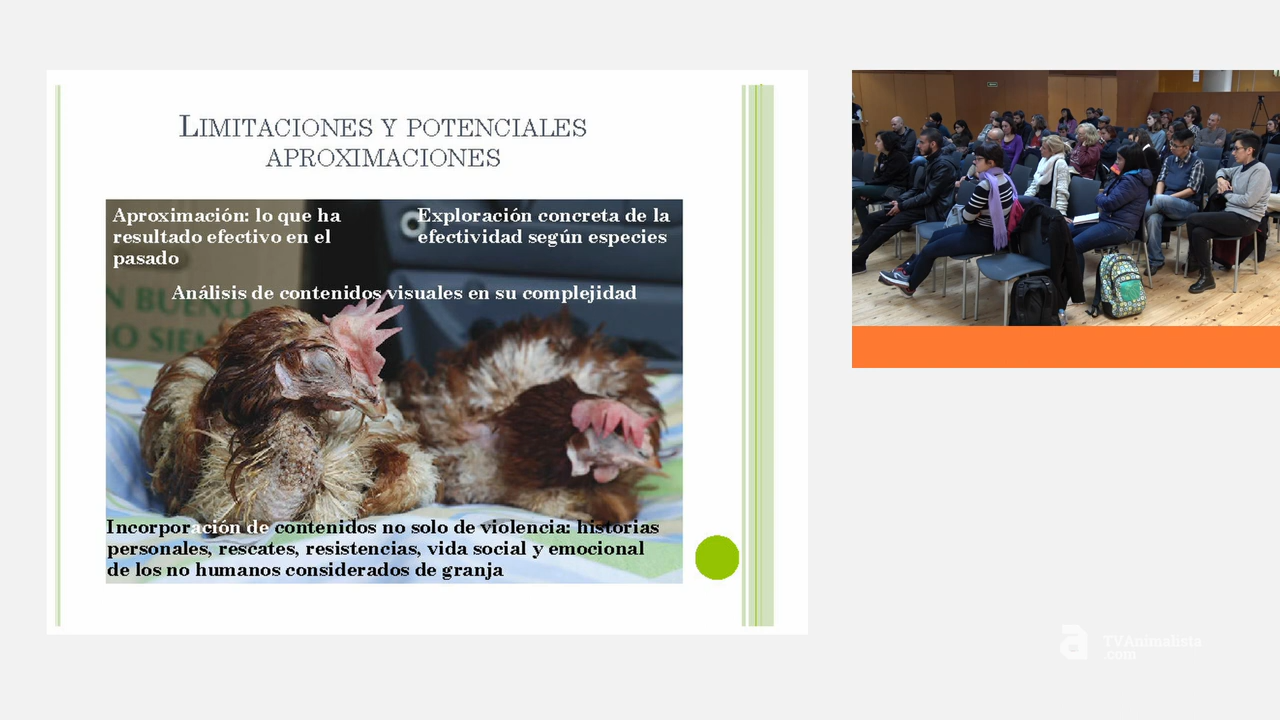 LIMITACIONES Y POTENCIALES
APROXIMACIONES
Aproximación: lo que ha
resultado efectivo en el
pasado
Exploración concreta de la
efectividad según especies
Análisis de contenidos visuales en su complejidad
N BUENO
O SIEM
Incorporación de contenidos no solo de violencia: historias
personales, rescates, resistencias, vida social y emocional
de los no humanos considerados de granja
TVAnimalista
.com